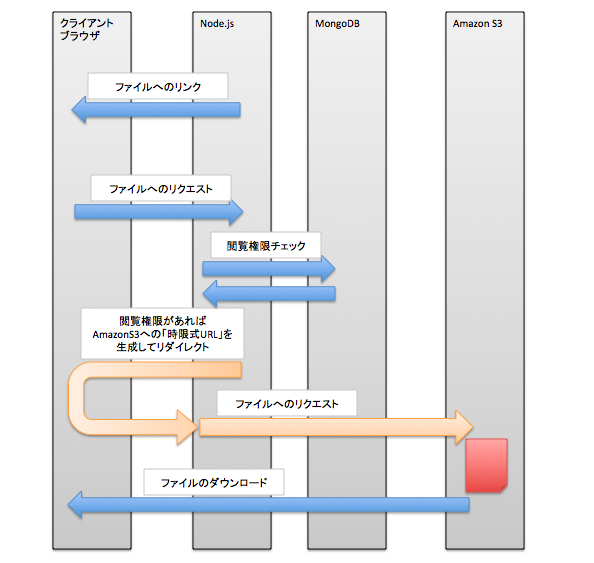 クライアント
ブラウザ
Node.js
MongoDB
Amazon S3
ファイルへのリンク
ファイルへのリクエスト
閲覧権限チェック
閲覧権限があれば
AmazonS3への「時限式URL」を
生成してリダイレクト
ファイルへのリクエスト
ファイルのダウンロード